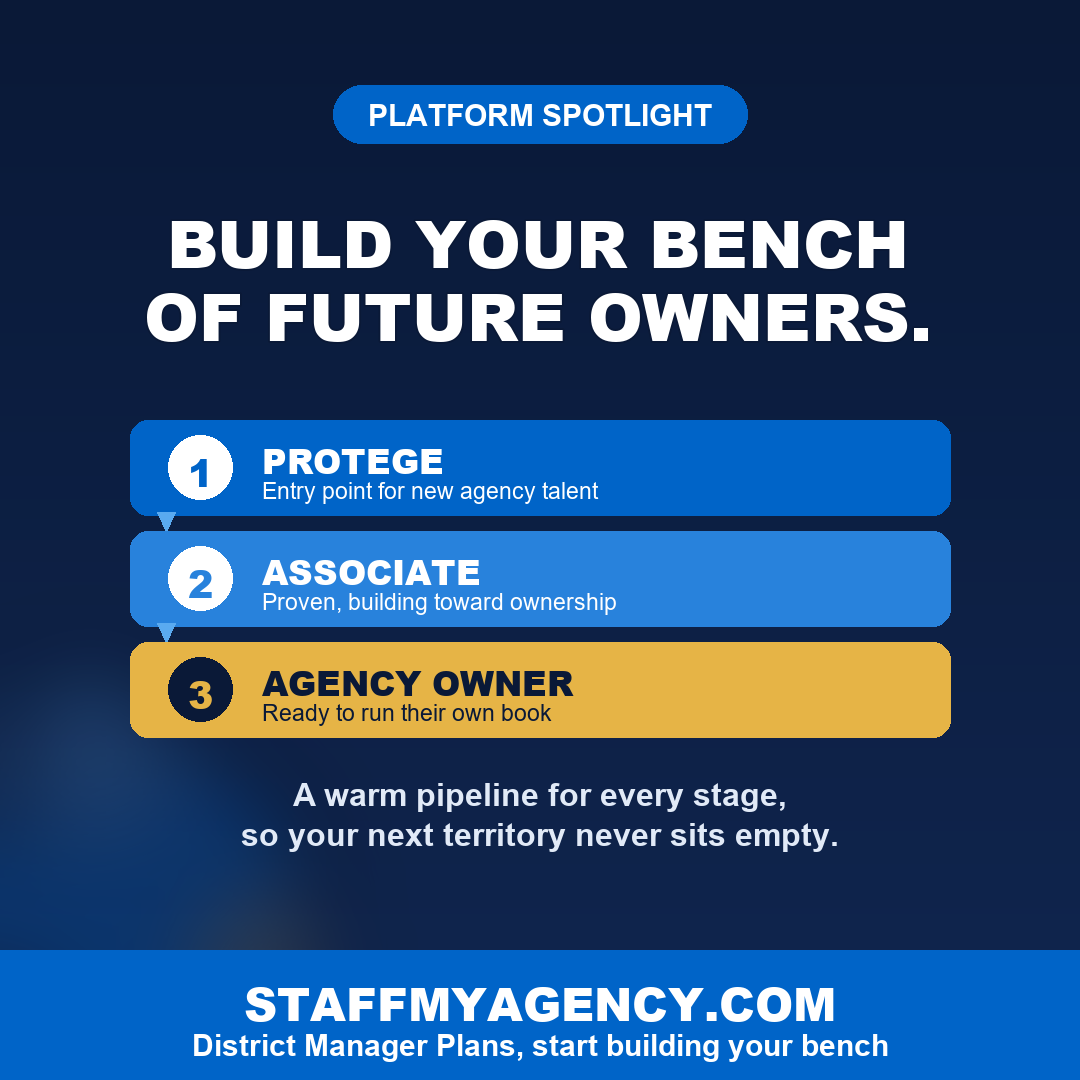 PLATFORM SPOTLIGHT
BUILD YOUR BENCH
OF FUTURE OWNERS.
1
PROTEGE
Entry point for new agency talent
2
ASSOCIATE
Proven, building toward ownership
3
AGENCY OWNER
Ready to run their own book
A warm pipeline for every stage,
so your next territory never sits empty.
STAFFMYAGENCY.COM
District Manager Plans, start building your bench